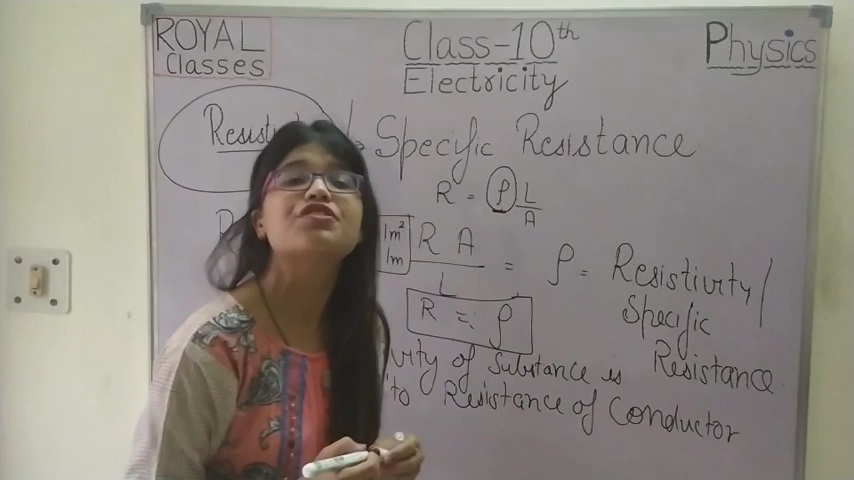 ROYAL
Classes
Class-10th
Electricity
Physics
Specific Resistance
R = ρ L/A
1m²
1m
R A / L = ρ = Resistivity/
Specific
Resistance
R = ρ
of Substance is
to Resistance of Conductor